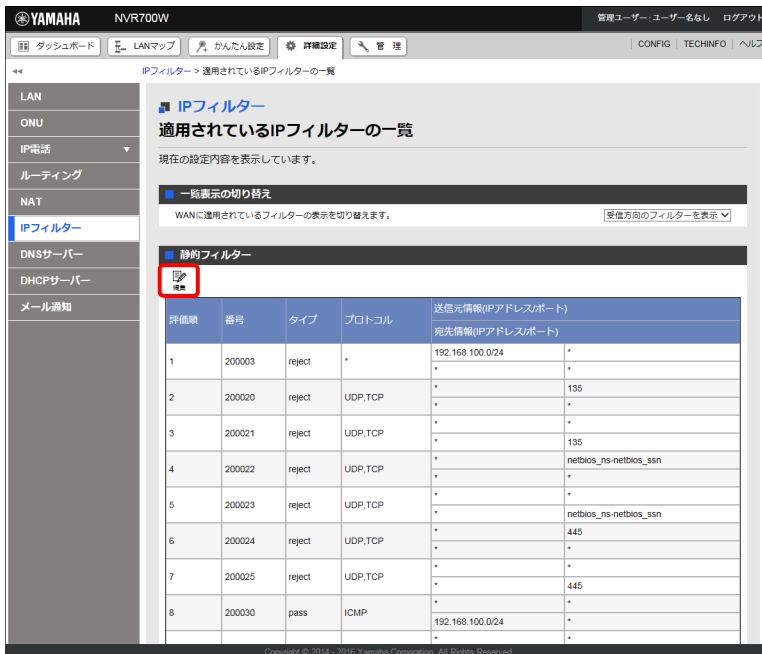 YAMAHA NVR700W 管理ユーザー:ユーザー名なし ログアウト
ダッシュボード LANマップ かんたん設定 詳細設定 管 理 CONFIG TECHINFO ヘルプ
IPフィルター > 適用されているIPフィルターの一覧
LAN
ONU
IP電話
ルーティング
NAT
IPフィルター
DNSサーバー
DHCPサーバー
メール通知
IPフィルター
適用されているIPフィルターの一覧
現在の設定内容を表示しています。
一覧表示の切り替え
WANに適用されているフィルターの表示を切り替えます。 受信方向のフィルターを表示
静的フィルター
編集
評価順 番号 タイプ プロトコル 送信元情報(IPアドレス/ポート)
宛先情報(IPアドレス/ポート)
1 200003 reject * 192.168.100.0/24 *
* *
2 200020 reject UDP,TCP * 135
* *
3 200021 reject UDP,TCP * *
* 135
4 200022 reject UDP,TCP * netbios_ns-netbios_ssn
* *
5 200023 reject UDP,TCP * *
* netbios_ns-netbios_ssn
6 200024 reject UDP,TCP * 445
* *
7 200025 reject UDP,TCP * *
* 445
8 200030 pass ICMP * *
192.168.100.0/24 *
* *
Copyright © 2014 - 2016 Yamaha Corporation. All Rights Reserved.